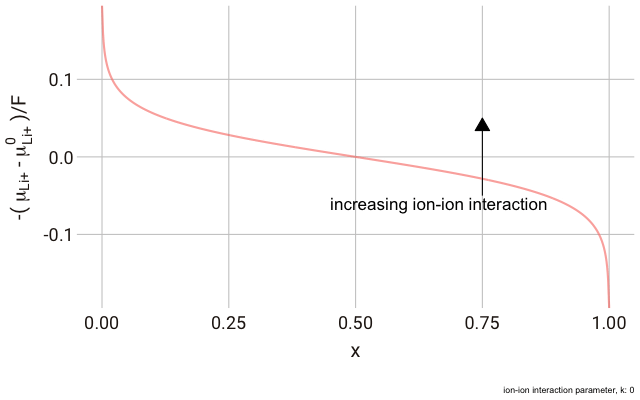 -( μLi+ - μ0Li+ )/F
0.1
0.0
-0.1
increasing ion-ion interaction
0.00 0.25 0.50 0.75 1.00
x
ion-ion interaction parameter, k: 0